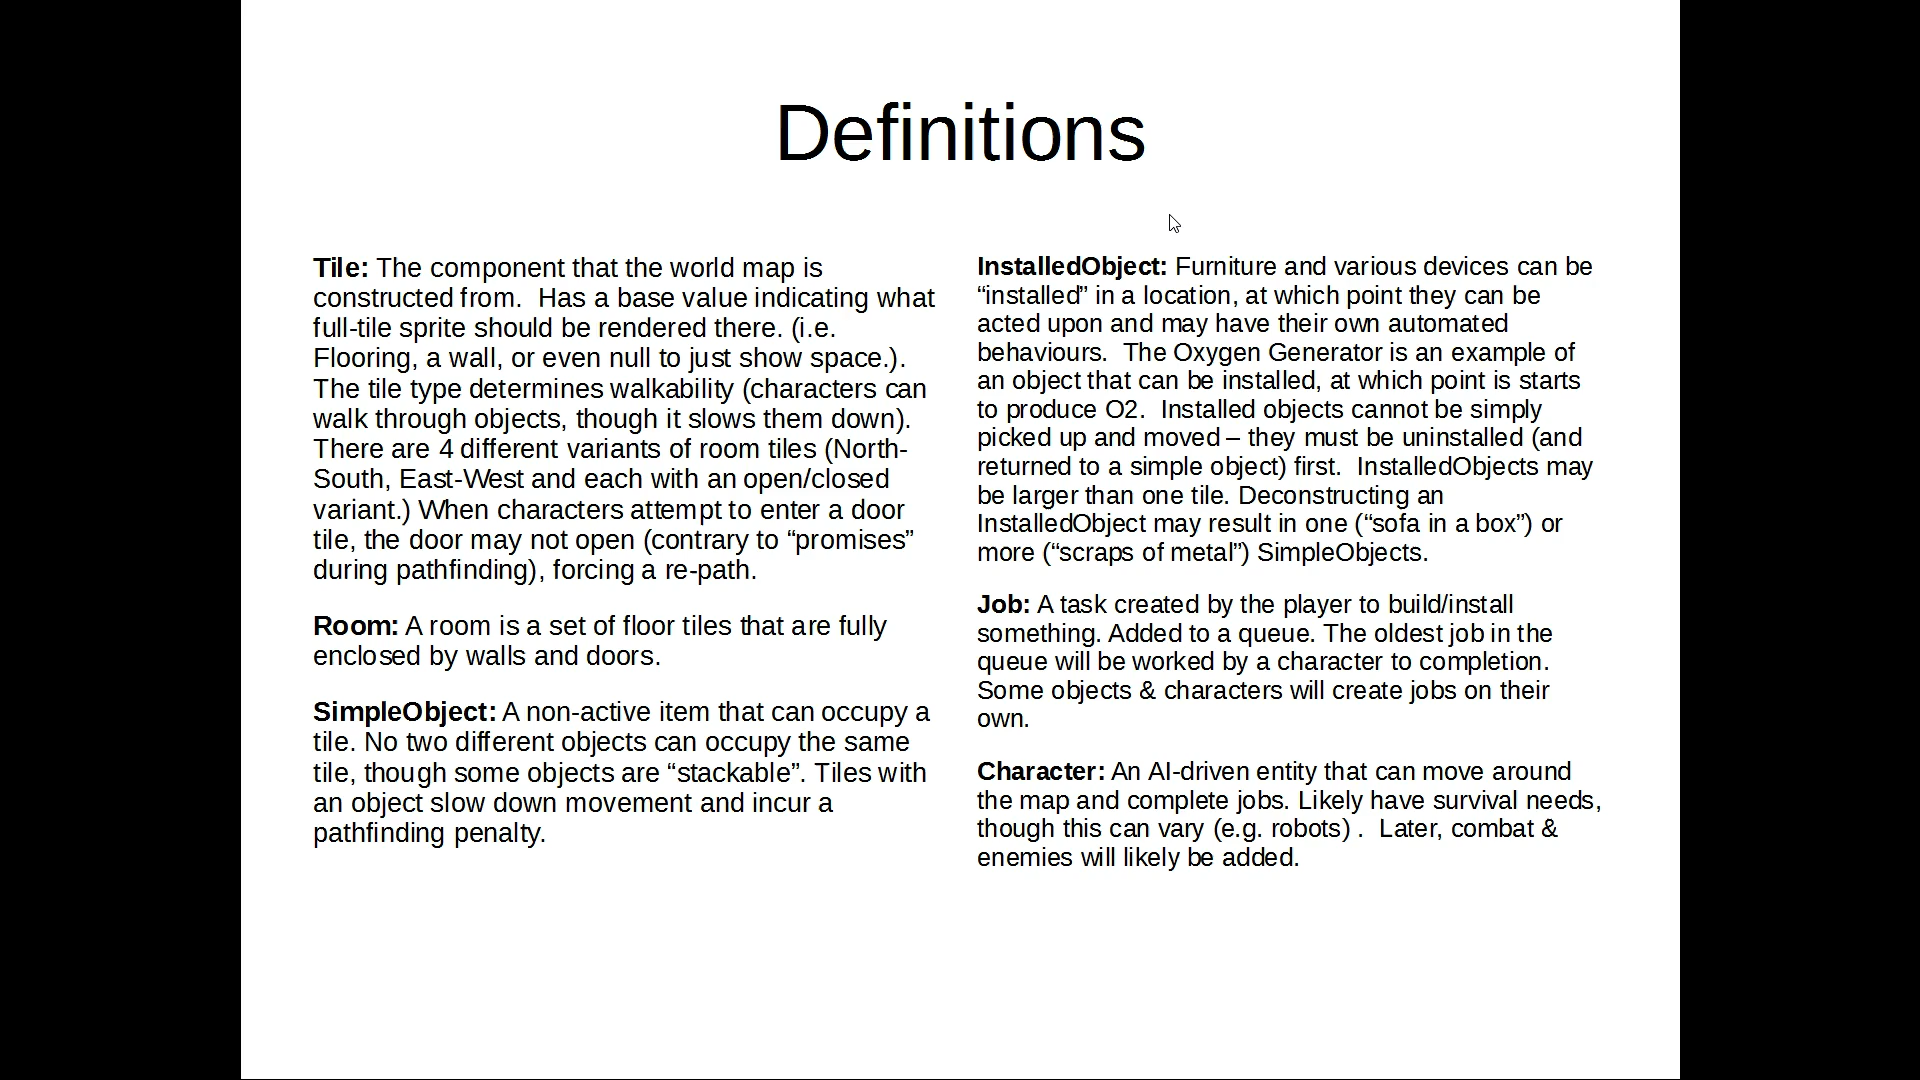 Definitions
Tile: The component that the world map is
constructed from.  Has a base value indicating what
full-tile sprite should be rendered there. (i.e.
Flooring, a wall, or even null to just show space.).
The tile type determines walkability (characters can
walk through objects, though it slows them down).
There are 4 different variants of room tiles (North-
South, East-West and each with an open/closed
variant.) When characters attempt to enter a door
tile, the door may not open (contrary to “promises”
during pathfinding), forcing a re-path.
Room: A room is a set of floor tiles that are fully
enclosed by walls and doors.
SimpleObject: A non-active item that can occupy a
tile. No two different objects can occupy the same
tile, though some objects are “stackable”. Tiles with
an object slow down movement and incur a
pathfinding penalty.
InstalledObject: Furniture and various devices can be
“installed” in a location, at which point they can be
acted upon and may have their own automated
behaviours.  The Oxygen Generator is an example of
an object that can be installed, at which point is starts
to produce O2.  Installed objects cannot be simply
picked up and moved – they must be uninstalled (and
returned to a simple object) first.  InstalledObjects may
be larger than one tile. Deconstructing an
InstalledObject may result in one (“sofa in a box”) or
more (“scraps of metal”) SimpleObjects.
Job: A task created by the player to build/install
something. Added to a queue. The oldest job in the
queue will be worked by a character to completion.
Some objects & characters will create jobs on their
own.
Character: An AI-driven entity that can move around
the map and complete jobs. Likely have survival needs,
though this can vary (e.g. robots) .  Later, combat &
enemies will likely be added.